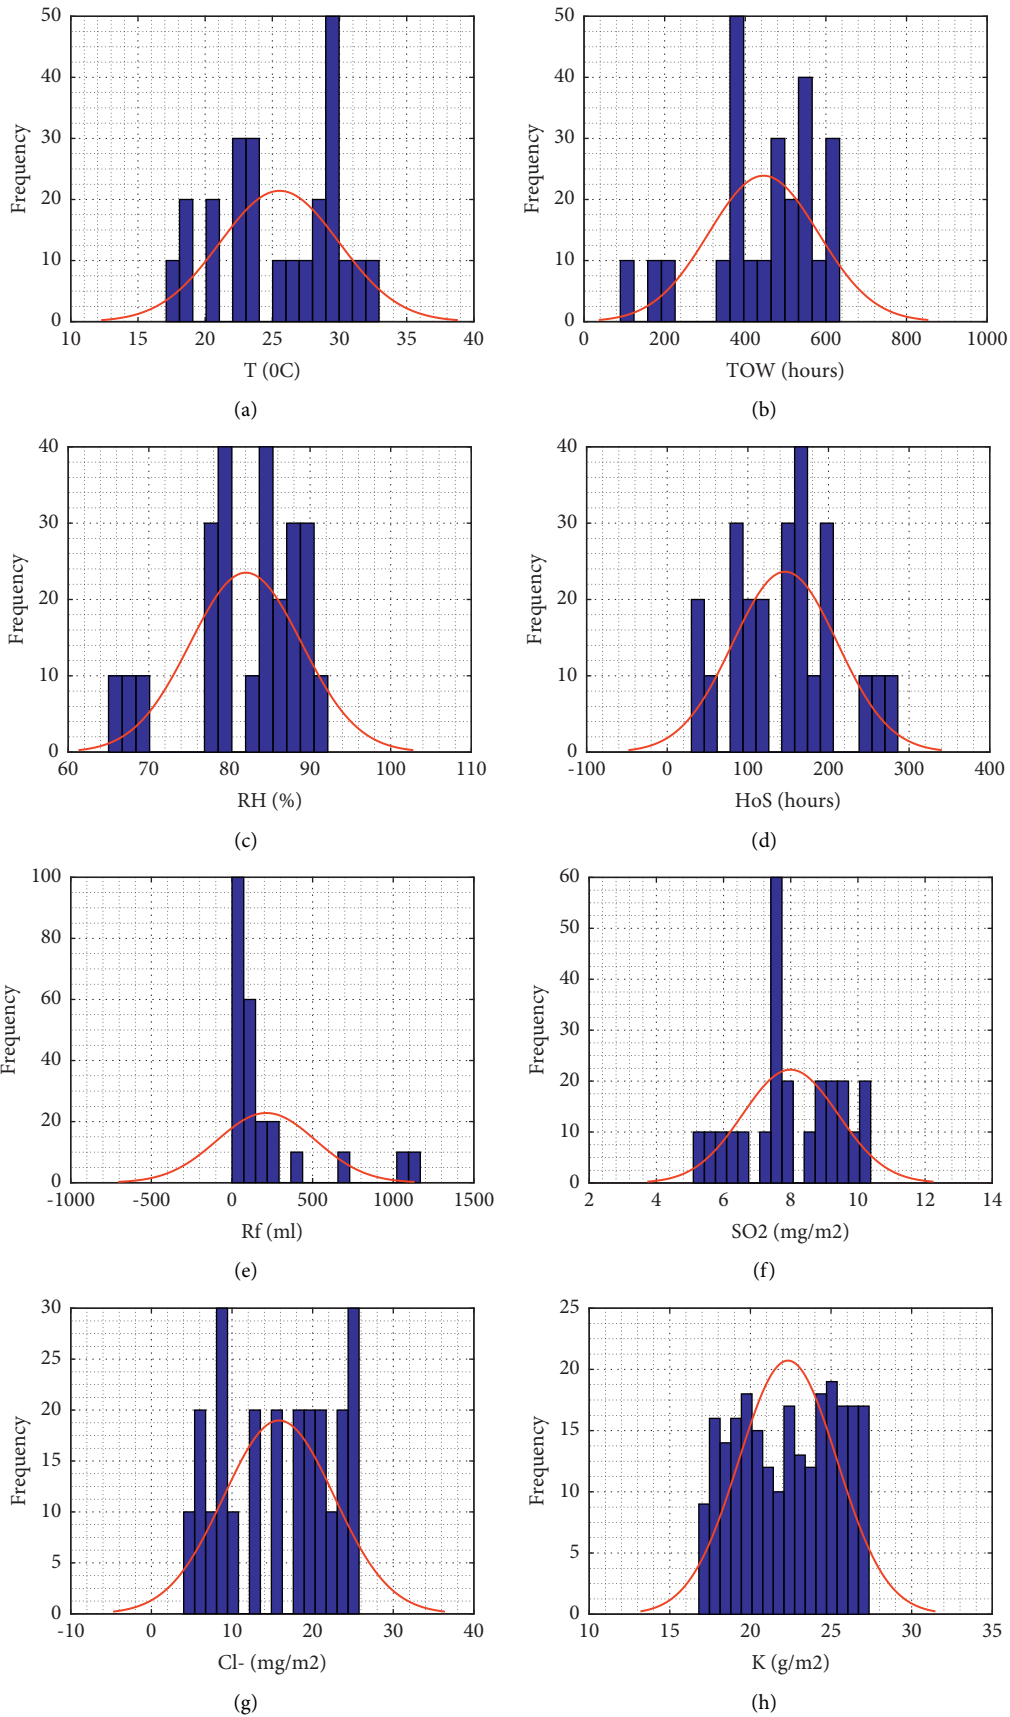 50
40
30
20
10
0
Frequency
10 15 20 25 30 35 40
T (0C)
(a)
50
40
30
20
10
0
Frequency
0 200 400 600 800 1000
TOW (hours)
(b)
40
30
20
10
0
Frequency
60 70 80 90 100 110
RH (%)
(c)
40
30
20
10
0
Frequency
-100 0 100 200 300 400
HoS (hours)
(d)
100
80
60
40
20
0
Frequency
-1000 -500 0 500 1000 1500
Rf (ml)
(e)
60
50
40
30
20
10
0
Frequency
2 4 6 8 10 12 14
SO2 (mg/m2)
(f)
30
25
20
15
10
5
0
Frequency
-10 0 10 20 30 40
Cl- (mg/m2)
(g)
25
20
15
10
5
0
Frequency
10 15 20 25 30 35
K (g/m2)
(h)